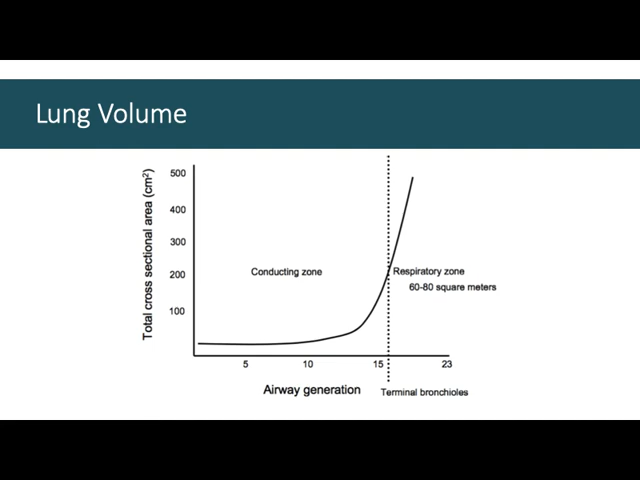 Lung Volume
Total cross sectional area (cm²)
500
400
300
200
100
Conducting zone
Respiratory zone
60-80 square meters
5 10 15 23
Airway generation
Terminal bronchioles